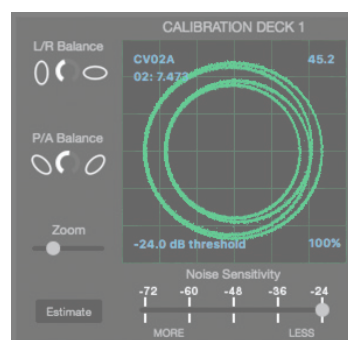 CALIBRATION DECK 1
L/R Balance
CV02A
45.2
02: 7.473
P/A Balance
Zoom
-24.0 dB threshold
100%
Noise Sensitivity
-72 -60 -48 -36 -24
Estimate
MORE
LESS